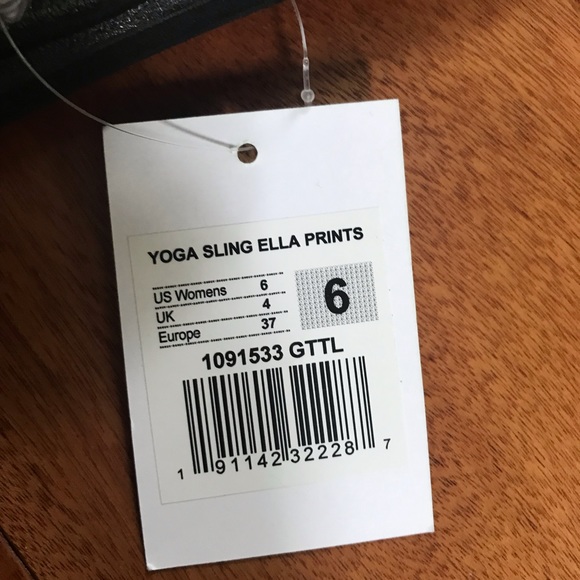 YOGA SLING ELLA PRINTS
US Womens 6
UK 4
Europe 37
6
1091533 GTTL
1 91142 32228 7